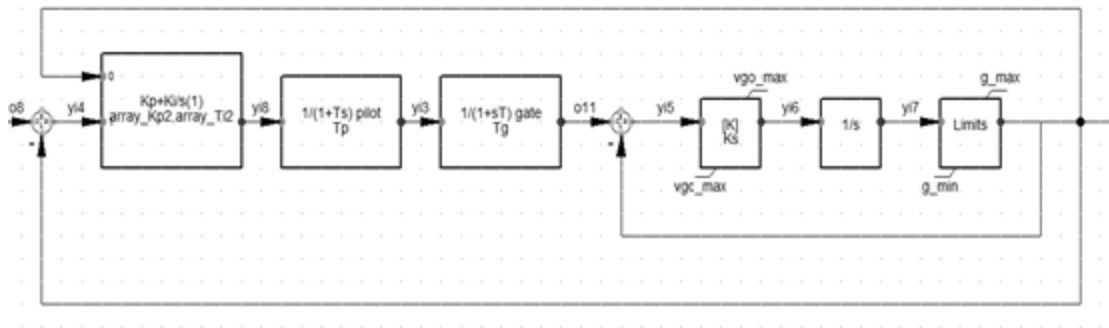 vgo_max
g_max
0
o8
yi4
Kp+Ki/s(1)
array_Kp2,array_Ti2
yi8
1/(1+Ts) pilot
Tp
yi3
1/(1+sT) gate
Tg
o11
yi5
[K]
Ks
yi6
1/s
yi7
Limits
-
-
vgc_max
g_min